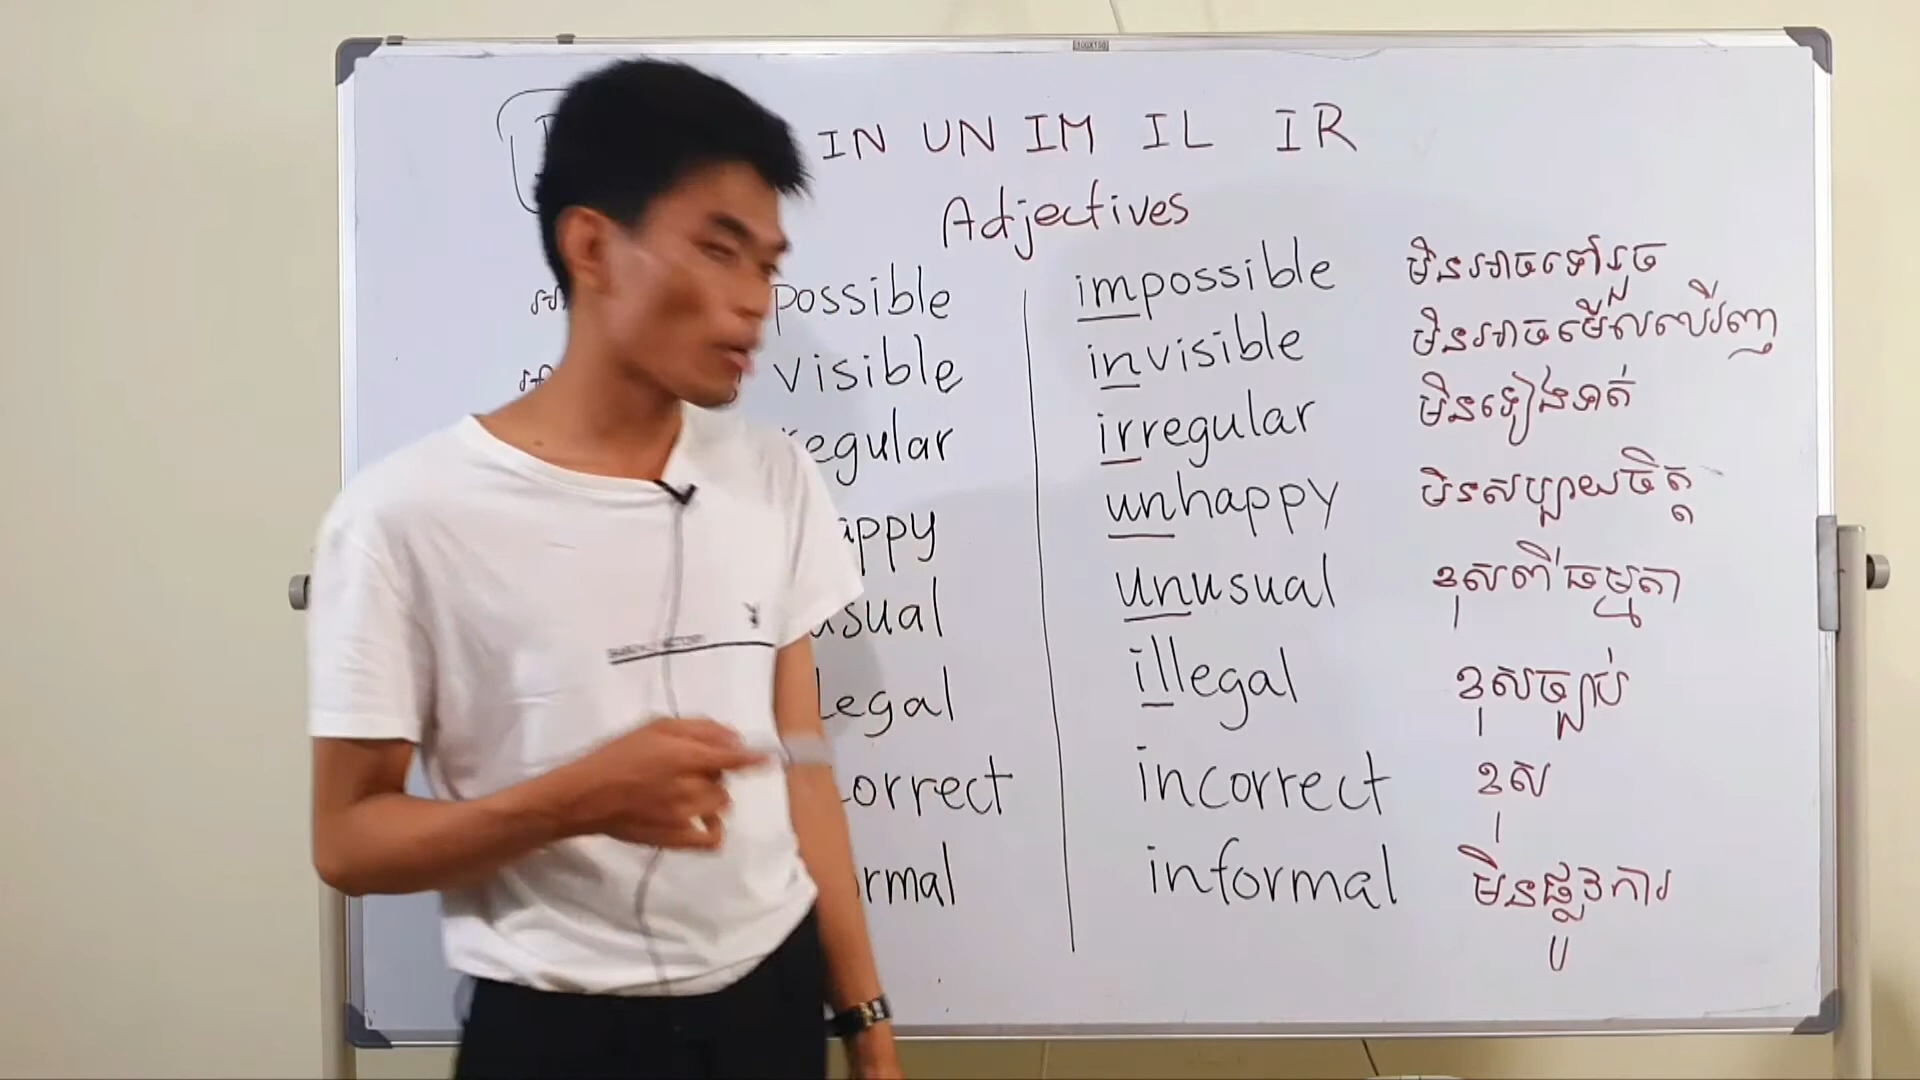 IN UN IM IL IR
Adjectives
possible impossible មិនអាចទៅរួច
visible invisible មិនអាចមើលឃើញ
regular irregular មិនទៀងទាត់
appy unhappy មិនសប្បាយចិត្ត
usual unusual ខុសពីធម្មតា
legal illegal ខុសច្បាប់
correct incorrect ខុស
rmal informal មិនផ្លូវការ